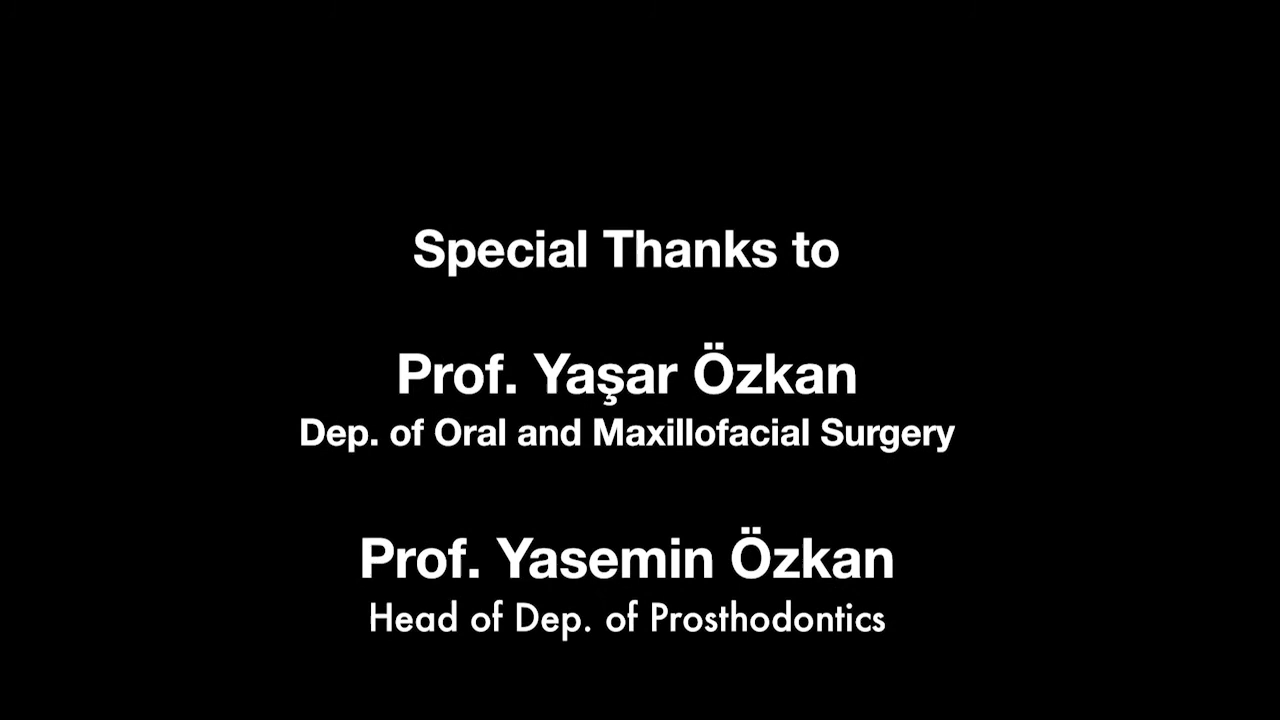 Special Thanks to
Prof. Yaşar Özkan
Dep. of Oral and Maxillofacial Surgery
Prof. Yasemin Özkan
Head of Dep. of Prosthodontics